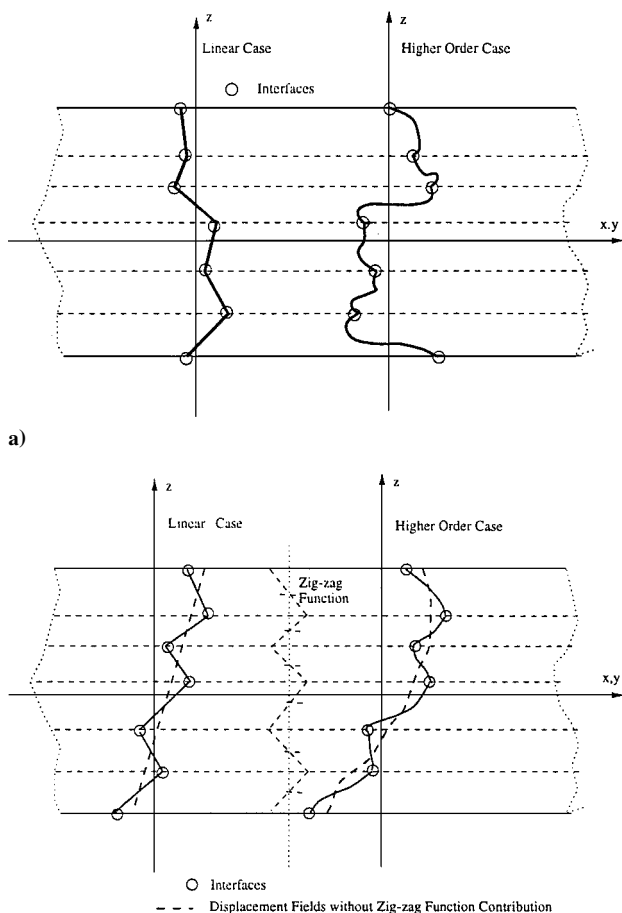 z
z
Linear Case
Higher Order Case
Interfaces
x,y
a)
z
z
Linear Case
Higher Order Case
Zig-zag
Function
x,y
Interfaces
Displacement Fields without Zig-zag Function Contribution